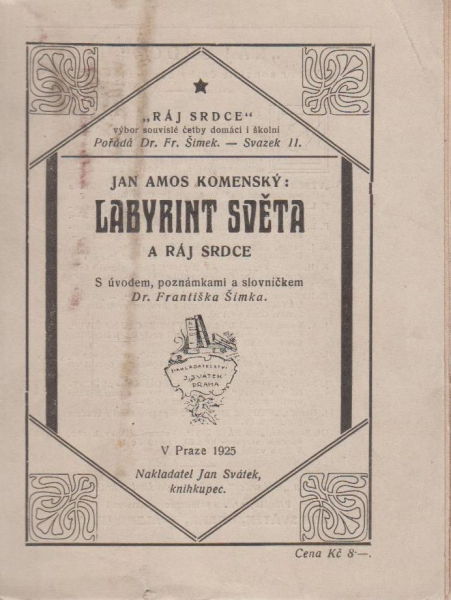 „RÁJ SRDCE"
výbor souvislé četby domácí i školní
Pořádá Dr. Fr. Šimek. — Svazek 11.
JAN AMOS KOMENSKÝ:
LABYRINT SVĚTA
A RÁJ SRDCE
S úvodem, poznámkami a slovníčkem
Dr. Františka Šimka.
NAKLADATELSTVÍ
J. SVÁTEK
PRAHA
V Praze 1925
Nakladatel Jan Svátek,
knihkupec.
Cena Kč 8·—.